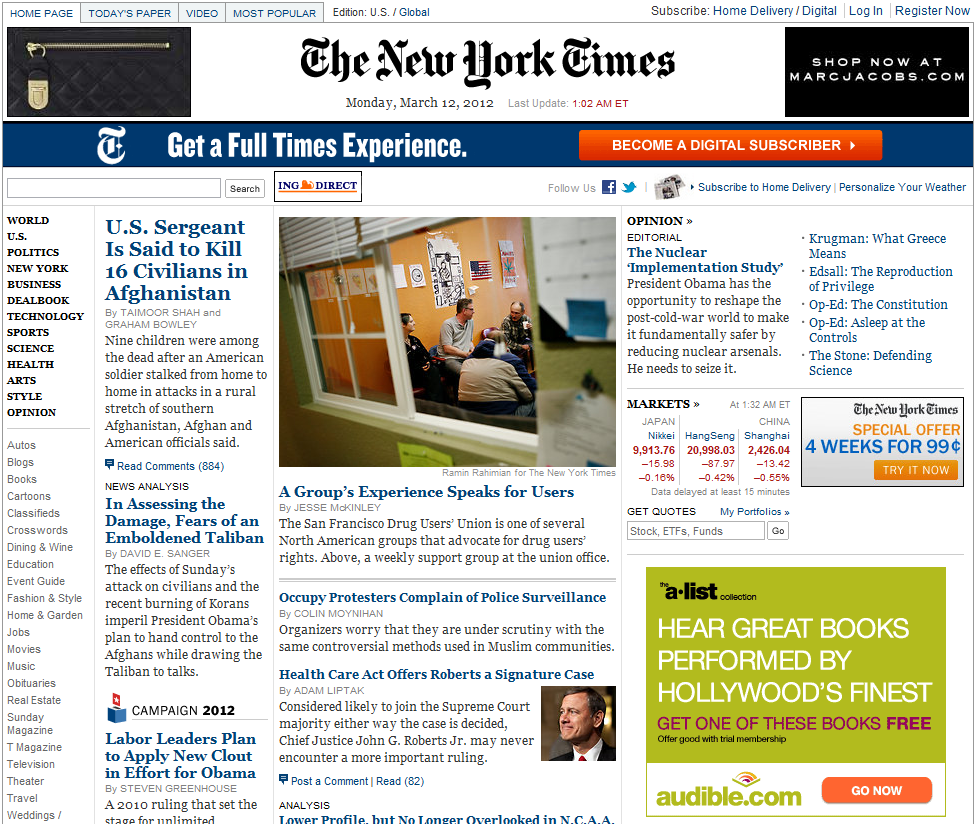 HOME PAGE
TODAY'S PAPER
VIDEO
MOST POPULAR
Edition: U.S. / Global
Subscribe: Home Delivery / Digital
Log In
Register Now
The New York Times
Monday, March 12, 2012 Last Update: 1:02 AM ET
SHOP NOW AT
MARCJACOBS.COM
Get a Full Times Experience.
BECOME A DIGITAL SUBSCRIBER
Search
ING DIRECT
Follow Us
Subscribe to Home Delivery | Personalize Your Weather
WORLD
U.S.
POLITICS
NEW YORK
BUSINESS
DEALBOOK
TECHNOLOGY
SPORTS
SCIENCE
HEALTH
ARTS
STYLE
OPINION
Autos
Blogs
Books
Cartoons
Classifieds
Crosswords
Dining & Wine
Education
Event Guide
Fashion & Style
Home & Garden
Jobs
Movies
Music
Obituaries
Real Estate
Sunday
Magazine
T Magazine
Television
Theater
Travel
Weddings /
U.S. Sergeant
Is Said to Kill
16 Civilians in
Afghanistan
By TAIMOOR SHAH and
GRAHAM BOWLEY
Nine children were among
the dead after an American
soldier stalked from home to
home in attacks in a rural
stretch of southern
Afghanistan, Afghan and
American officials said.
Read Comments (884)
NEWS ANALYSIS
In Assessing the
Damage, Fears of an
Emboldened Taliban
By DAVID E. SANGER
The effects of Sunday's
attack on civilians and the
recent burning of Korans
imperil President Obama's
plan to hand control to the
Afghans while drawing the
Taliban to talks.
CAMPAIGN 2012
Labor Leaders Plan
to Apply New Clout
in Effort for Obama
By STEVEN GREENHOUSE
A 2010 ruling that set the
stage for unlimited
Ramin Rahimian for The New York Times
A Group's Experience Speaks for Users
By JESSE McKINLEY
The San Francisco Drug Users' Union is one of several
North American groups that advocate for drug users'
rights. Above, a weekly support group at the union office.
Occupy Protesters Complain of Police Surveillance
By COLIN MOYNIHAN
Organizers worry that they are under scrutiny with the
same controversial methods used in Muslim communities.
Health Care Act Offers Roberts a Signature Case
By ADAM LIPTAK
Considered likely to join the Supreme Court
majority either way the case is decided,
Chief Justice John G. Roberts Jr. may never
encounter a more important ruling.
Post a Comment | Read (82)
ANALYSIS
Lower Profile, but No Longer Overlooked in N.C.A.A.
OPINION »
EDITORIAL
The Nuclear
'Implementation Study'
President Obama has the
opportunity to reshape the
post-cold-war world to make
it fundamentally safer by
reducing nuclear arsenals.
He needs to seize it.
· Krugman: What Greece
Means
· Edsall: The Reproduction
of Privilege
· Op-Ed: The Constitution
· Op-Ed: Asleep at the
Controls
· The Stone: Defending
Science
MARKETS » At 1:32 AM ET
JAPAN CHINA
Nikkei HangSeng Shanghai
9,913.76 20,998.03 2,426.04
−15.98 −87.97 −13.42
−0.16% −0.42% −0.55%
Data delayed at least 15 minutes
GET QUOTES My Portfolios »
Stock, ETFs, Funds Go
The New York Times
SPECIAL OFFER
4 WEEKS FOR 99¢
TRY IT NOW
the a·list collection
HEAR GREAT BOOKS
PERFORMED BY
HOLLYWOOD'S FINEST
GET ONE OF THESE BOOKS FREE
Offer good with trial membership
audible.com
GO NOW